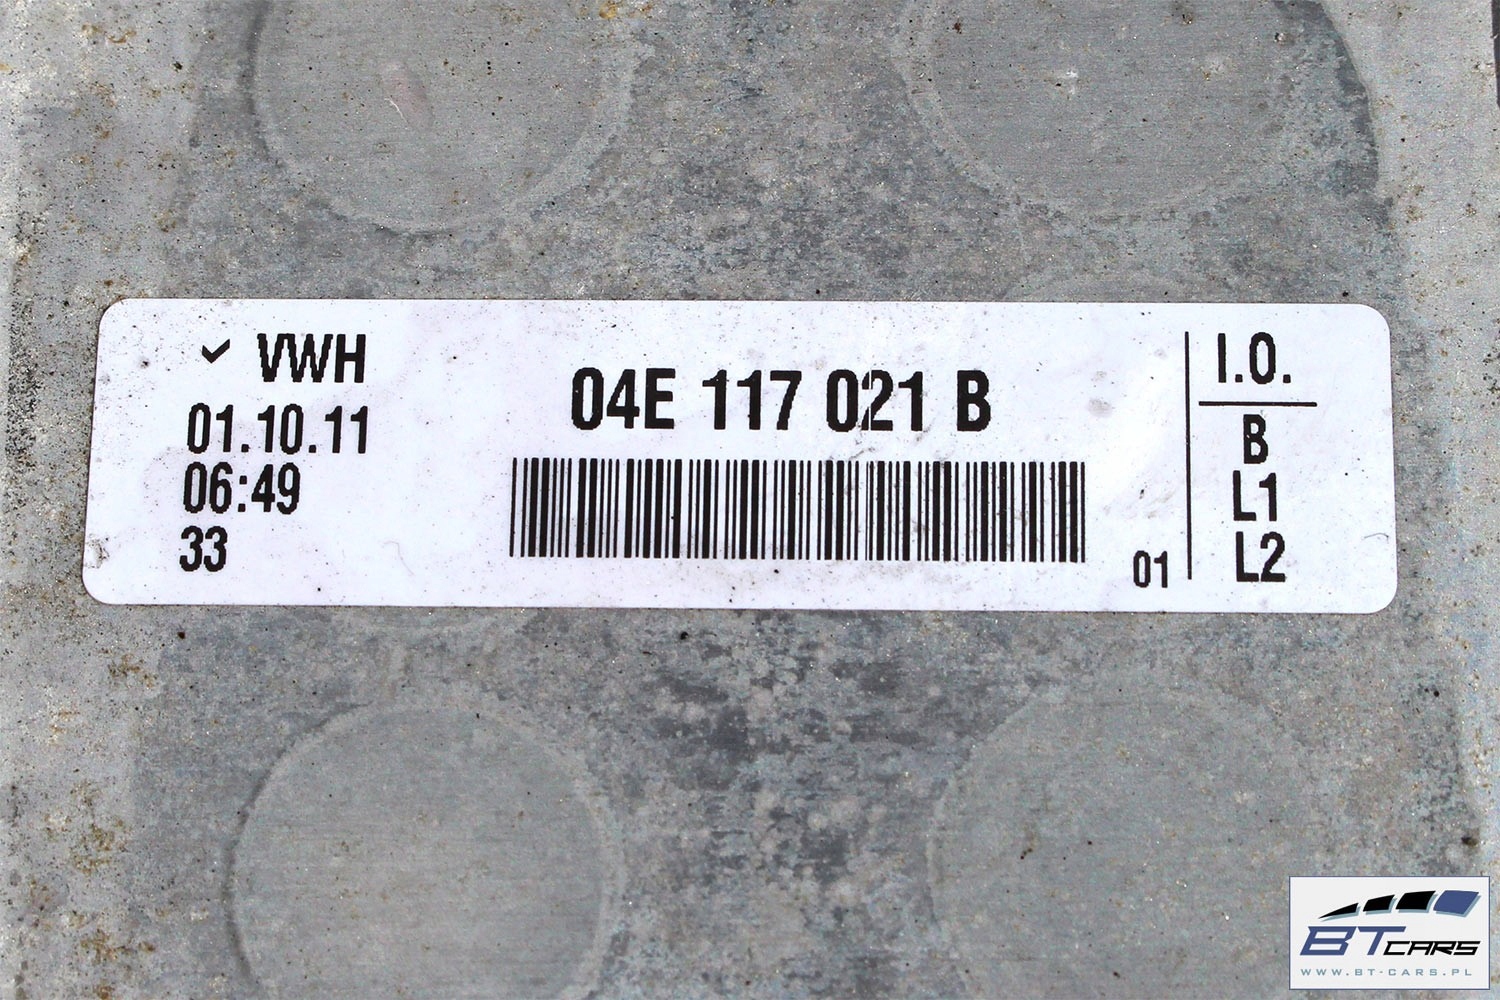 ✓ VWH
01.10.11
06:49
33
04E 117 021 B
01
I.O.
B
L1
L2
BT CARS
WWW.BT-CARS.PL